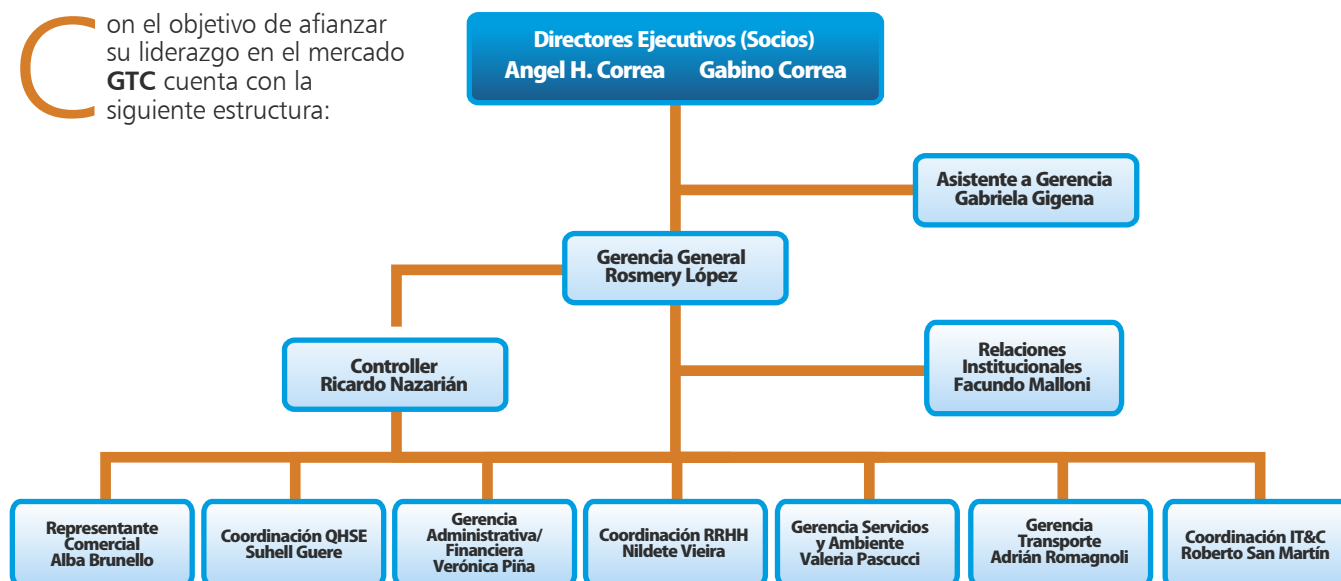 Con el objetivo de afianzar
su liderazgo en el mercado
GTC cuenta con la
siguiente estructura:
Directores Ejecutivos (Socios)
Angel H. Correa Gabino Correa
Asistente a Gerencia
Gabriela Gigena
Gerencia General
Rosmery López
Controller
Ricardo Nazarián
Relaciones
Institucionales
Facundo Malloni
Representante
Comercial
Alba Brunello
Coordinación QHSE
Suhell Guere
Gerencia
Administrativa/
Financiera
Verónica Piña
Coordinación RRHH
Nildete Vieira
Gerencia Servicios
y Ambiente
Valeria Pascucci
Gerencia
Transporte
Adrián Romagnoli
Coordinación IT&C
Roberto San Martín